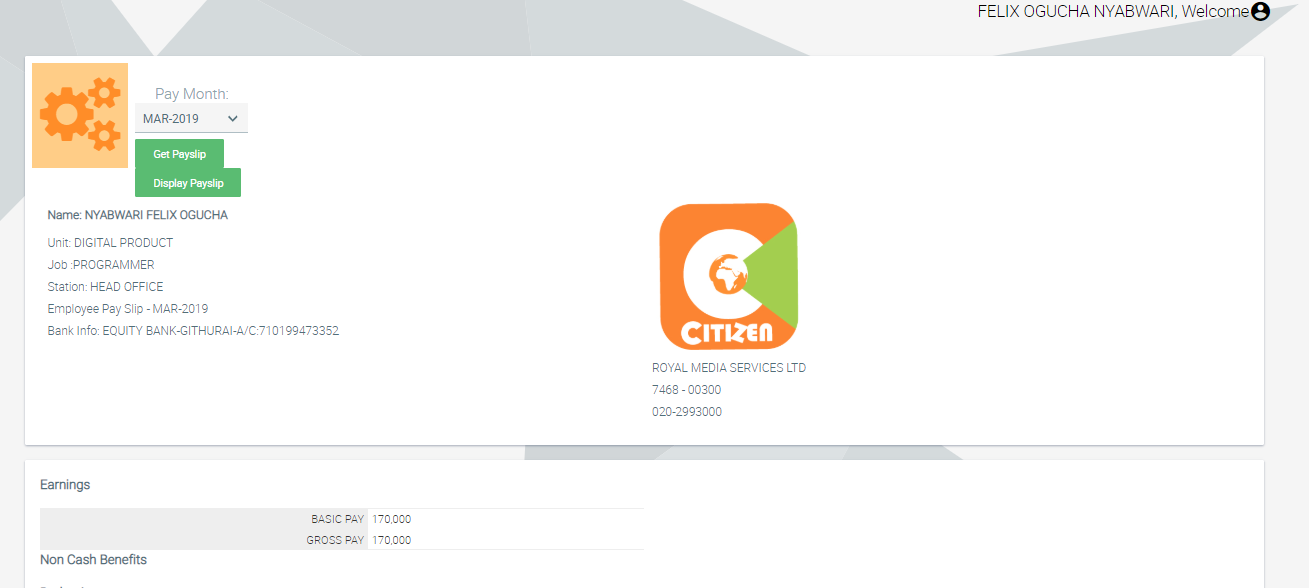 FELIX OGUCHA NYABWARI, Welcome
Pay Month:
MAR-2019
Get Payslip
Display Payslip
Name: NYABWARI FELIX OGUCHA
Unit: DIGITAL PRODUCT
Job :PROGRAMMER
Station: HEAD OFFICE
Employee Pay Slip - MAR-2019
Bank Info: EQUITY BANK-GITHURAI-A/C:710199473352
CITIZEN
ROYAL MEDIA SERVICES LTD
7468 - 00300
020-2993000
Earnings
BASIC PAY 170,000
GROSS PAY 170,000
Non Cash Benefits